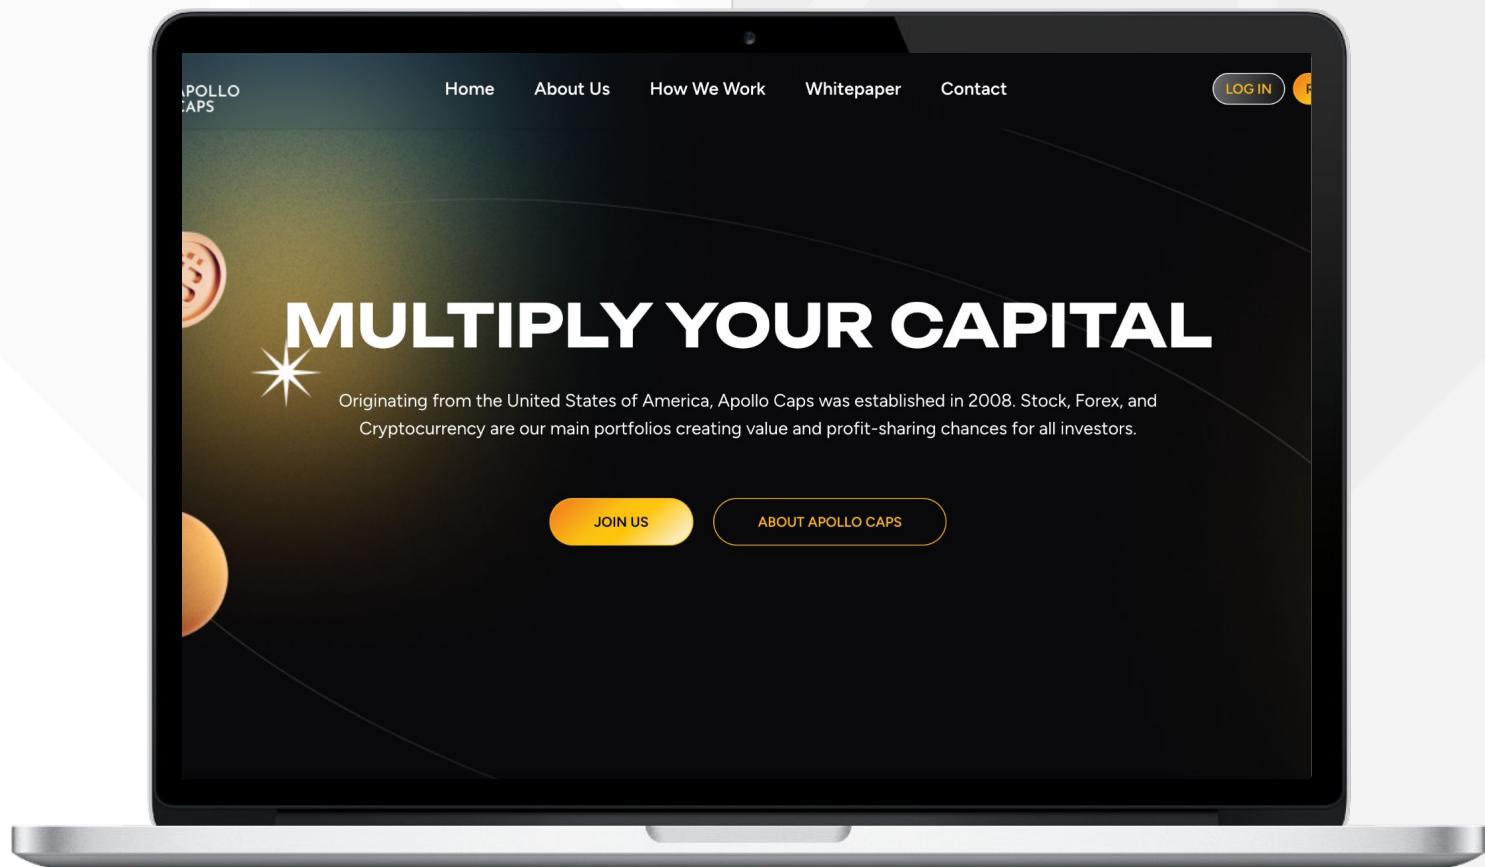 APOLLO
CAPS
Home
About Us
How We Work
Whitepaper
Contact
LOG IN
MULTIPLY YOUR CAPITAL
Originating from the United States of America, Apollo Caps was established in 2008. Stock, Forex, and
Cryptocurrency are our main portfolios creating value and profit-sharing chances for all investors.
JOIN US
ABOUT APOLLO CAPS